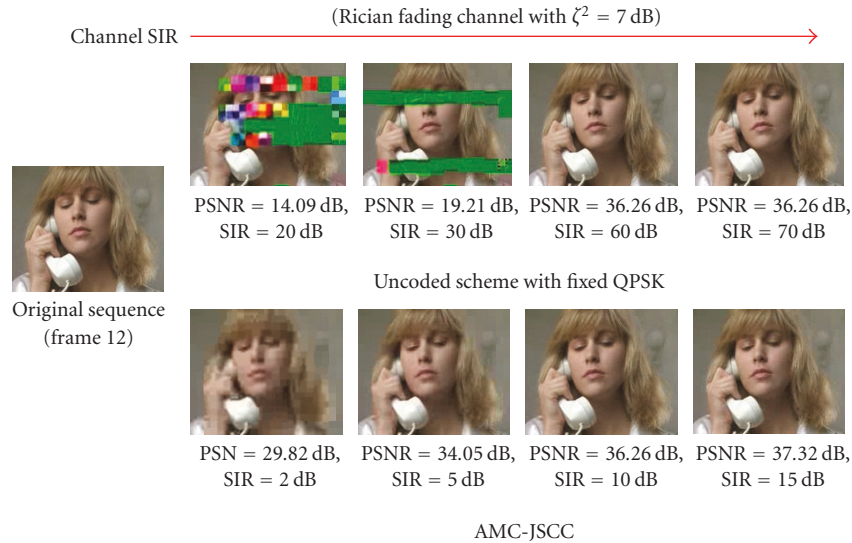 (Rician fading channel with ζ² = 7 dB)
Channel SIR
PSNR = 14.09 dB,
SIR = 20 dB
PSNR = 19.21 dB,
SIR = 30 dB
PSNR = 36.26 dB,
SIR = 60 dB
PSNR = 36.26 dB,
SIR = 70 dB
Uncoded scheme with fixed QPSK
Original sequence
(frame 12)
PSN = 29.82 dB,
SIR = 2 dB
PSNR = 34.05 dB,
SIR = 5 dB
PSNR = 36.26 dB,
SIR = 10 dB
PSNR = 37.32 dB,
SIR = 15 dB
AMC-JSCC